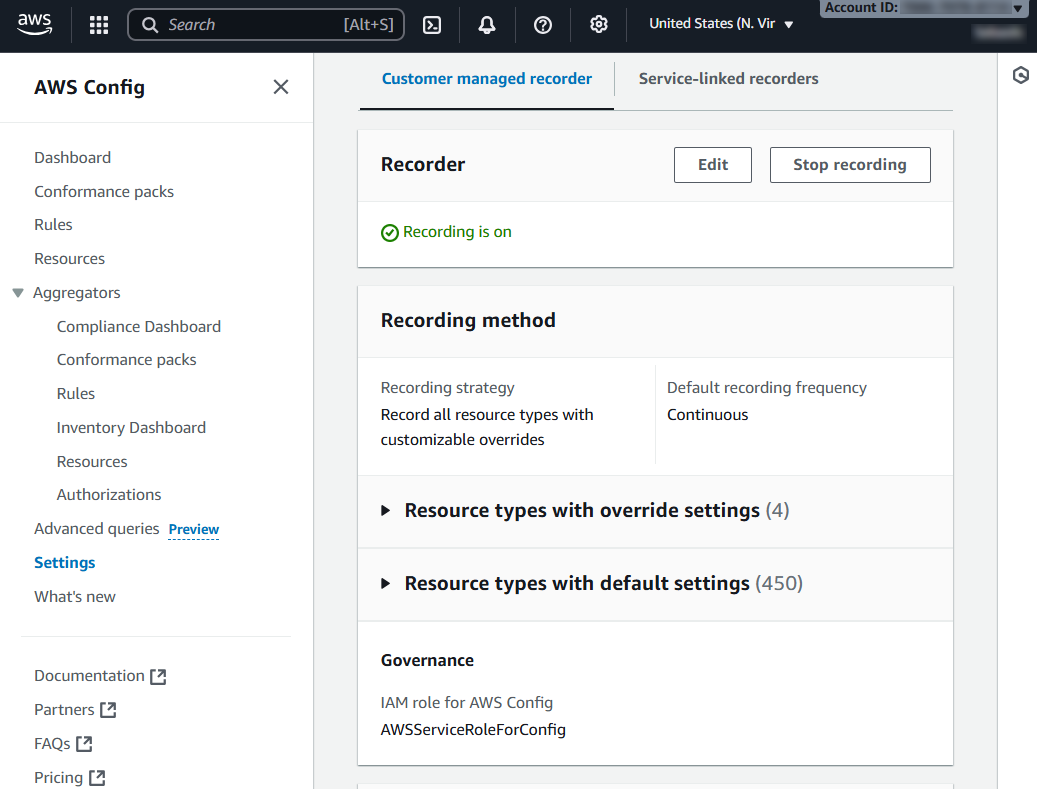 aws
Search [Alt+S]
United States (N. Vir
Account ID:
AWS Config
Dashboard
Conformance packs
Rules
Resources
Aggregators
Compliance Dashboard
Conformance packs
Rules
Inventory Dashboard
Resources
Authorizations
Advanced queries Preview
Settings
What's new
Documentation
Partners
FAQs
Pricing
Customer managed recorder
Service-linked recorders
Recorder
Edit
Stop recording
Recording is on
Recording method
Recording strategy
Record all resource types with
customizable overrides
Default recording frequency
Continuous
Resource types with override settings (4)
Resource types with default settings (450)
Governance
IAM role for AWS Config
AWSServiceRoleForConfig